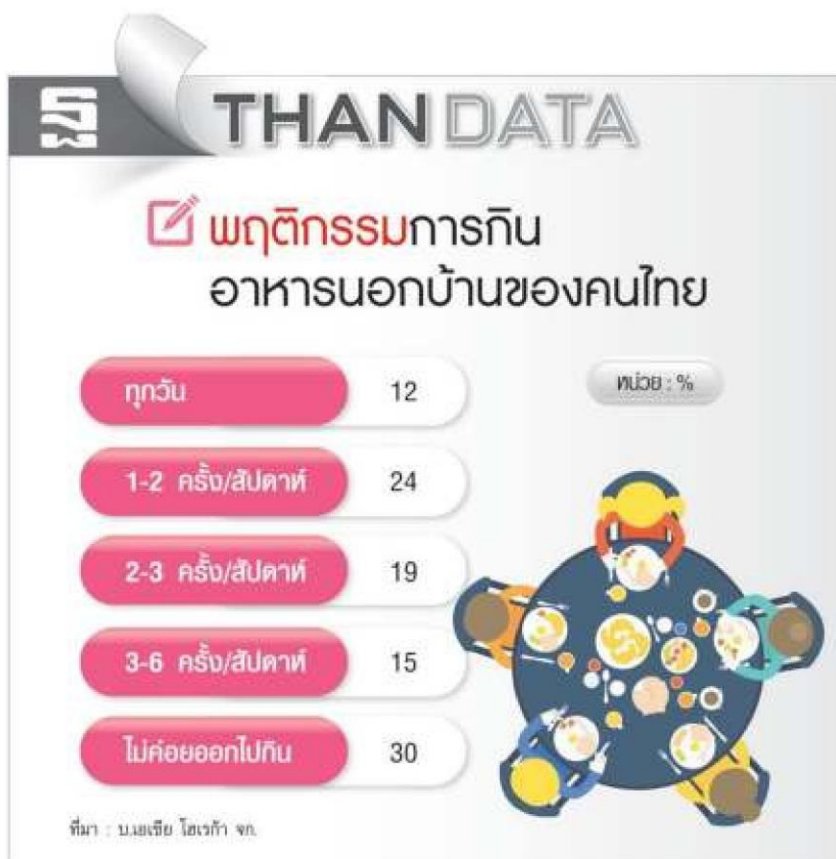 THAN DATA
พฤติกรรมการกิน
อาหารนอกบ้านของคนไทย
หน่วย : %
ทุกวัน 12
1-2 ครั้ง/สัปดาห์ 24
2-3 ครั้ง/สัปดาห์ 19
3-6 ครั้ง/สัปดาห์ 15
ไม่ค่อยออกไปกิน 30
ที่มา : บ.เอเชีย โฮเรก้า จก.